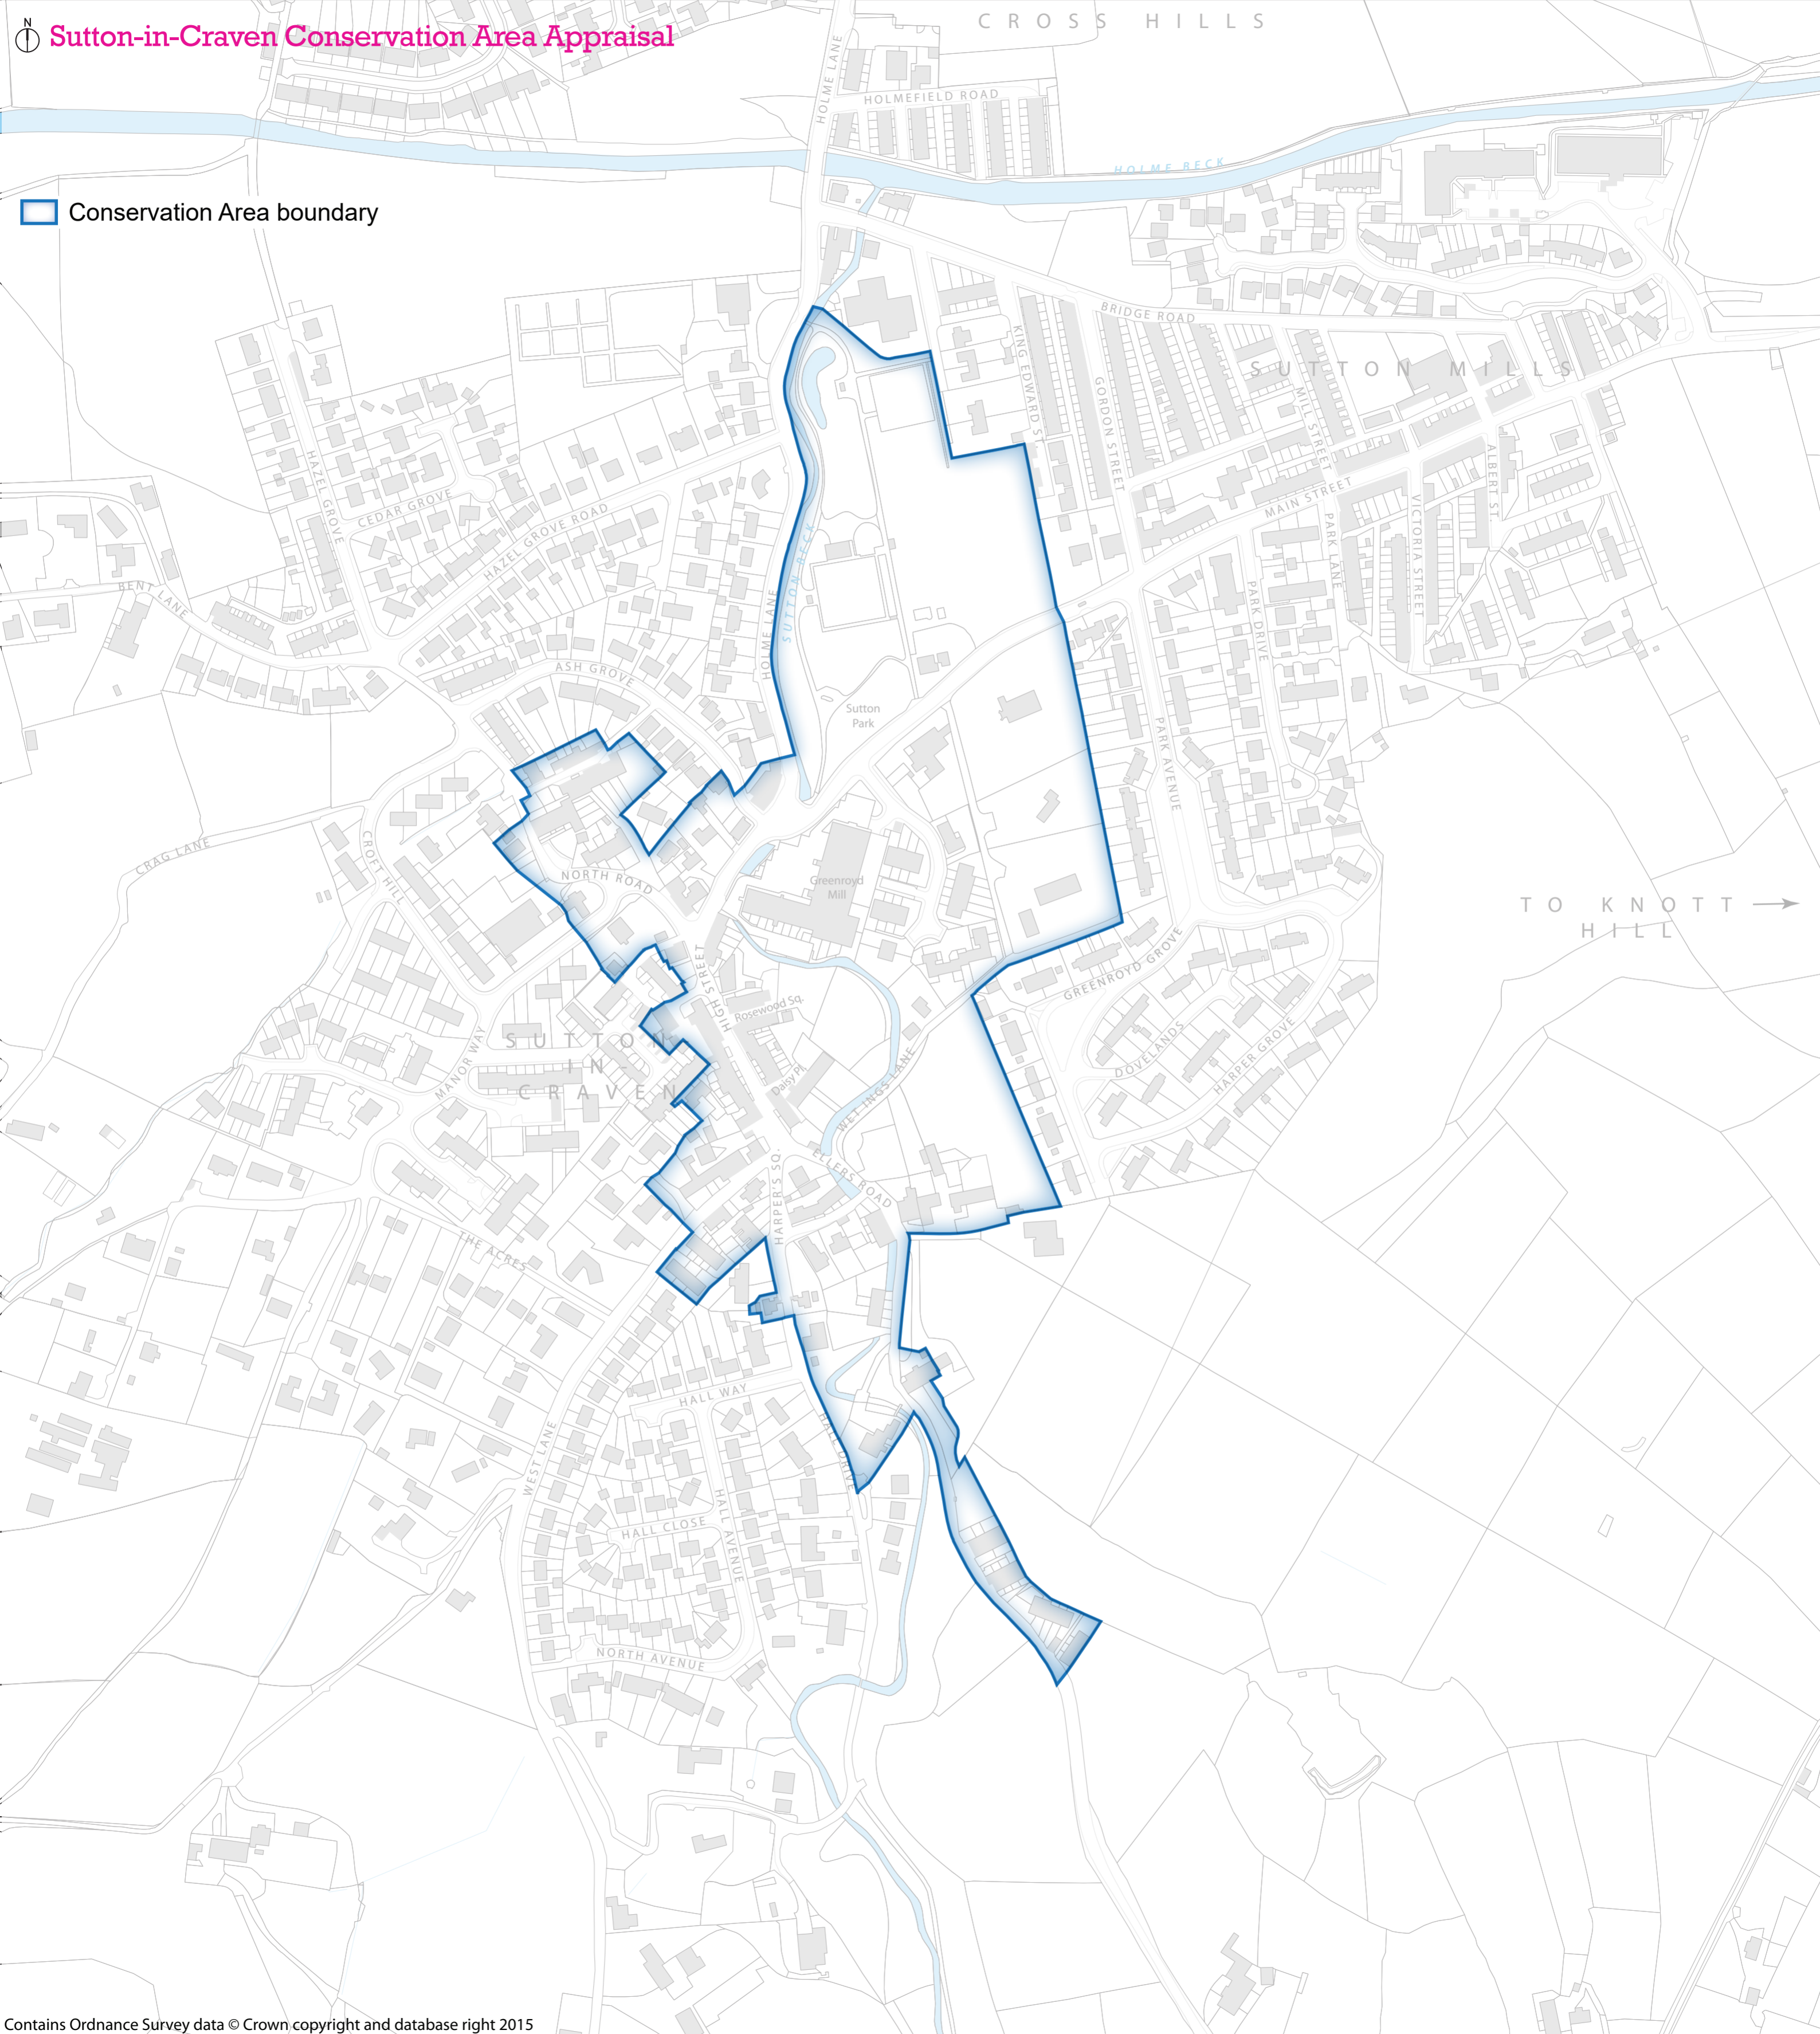 N
Sutton-in-Craven Conservation Area Appraisal
CROSS HILLS
HOLME LANE
HOLMEFIELD ROAD
HOLME BECK
Conservation Area boundary
BRIDGE ROAD
KING EDWARD ST.
SUTTON MILLS
GORDON STREET
MILL STREET
MAIN STREET
ALBERT ST.
HAZEL GROVE
CEDAR GROVE
HAZEL GROVE ROAD
SUTTON BECK
HOLME LANE
PARK LANE
VICTORIA STREET
BENT LANE
PARK DRIVE
ASH GROVE
Sutton
Park
PARK AVENUE
CRAG LANE
CROFT HILL
NORTH ROAD
Greenroyd
Mill
TO KNOTT
HILL
HIGH STREET
GREENROYD GROVE
Rosewood Sq.
SUTTON
IN -
CRAVEN
MANOR WAY
Daisy Pl.
WETTINGS LANE
DOVELANDS
HARPER GROVE
ELLERS ROAD
HARPER'S SQ.
THE ACRES
HALL WAY
HALL DRIVE
WEST LANE
HALL CLOSE
HALL AVENUE
NORTH AVENUE
Contains Ordnance Survey data © Crown copyright and database right 2015